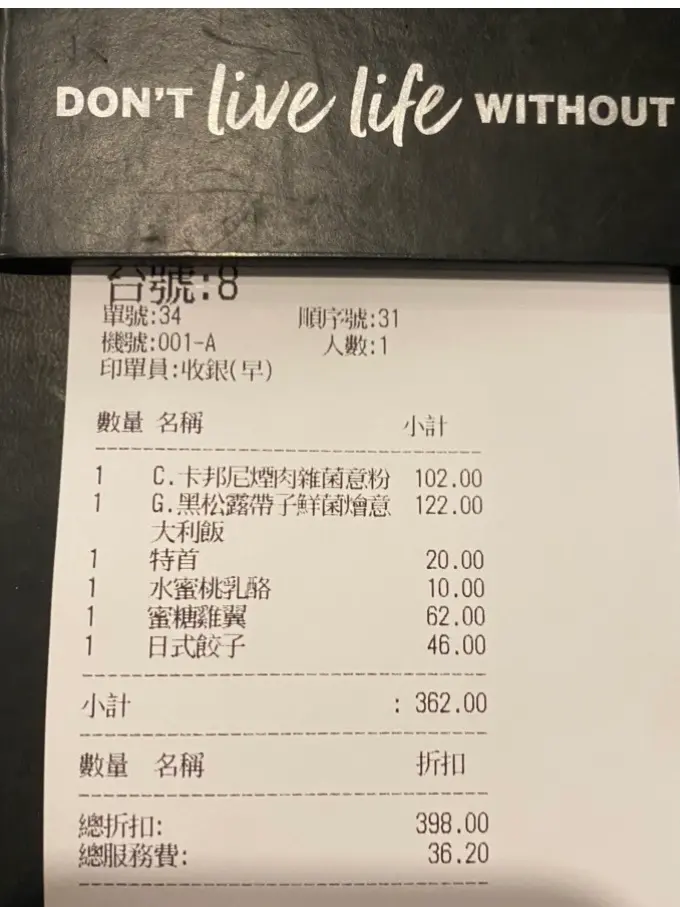 DON'T live life WITHOUT
台號:8
單號:34 順序號:31
機號:001-A 人數:1
印單員:收銀(早)
數量 名稱 小計
1 C.卡邦尼煙肉雜菌意粉 102.00
1 G.黑松露帶子鮮菌燴意 122.00
大利飯
1 特首 20.00
1 水蜜桃乳酪 10.00
1 蜜糖雞翼 62.00
1 日式餃子 46.00
小計 : 362.00
數量 名稱 折扣
總折扣: 398.00
總服務費: 36.20